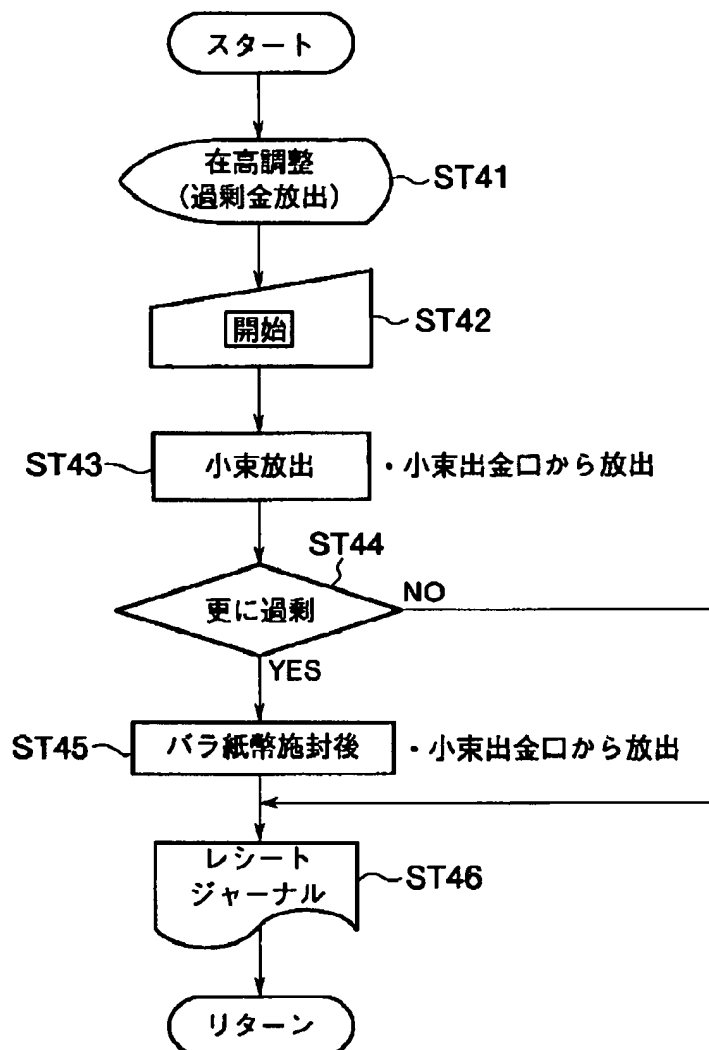 スタート
在高調整
(過剰金放出)
ST41
開始
ST42
ST43
小束放出
・小束出金口から放出
ST44
更に過剰
NO
YES
ST45
バラ紙幣施封後
・小束出金口から放出
レシート
ジャーナル
ST46
リターン